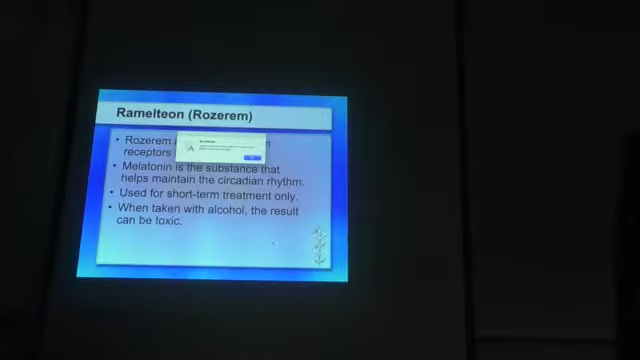 Ramelteon (Rozerem)
• Rozerem
receptors
• Melatonin is the substance that
helps maintain the circadian rhythm.
• Used for short-term treatment only.
• When taken with alcohol, the result
can be toxic.